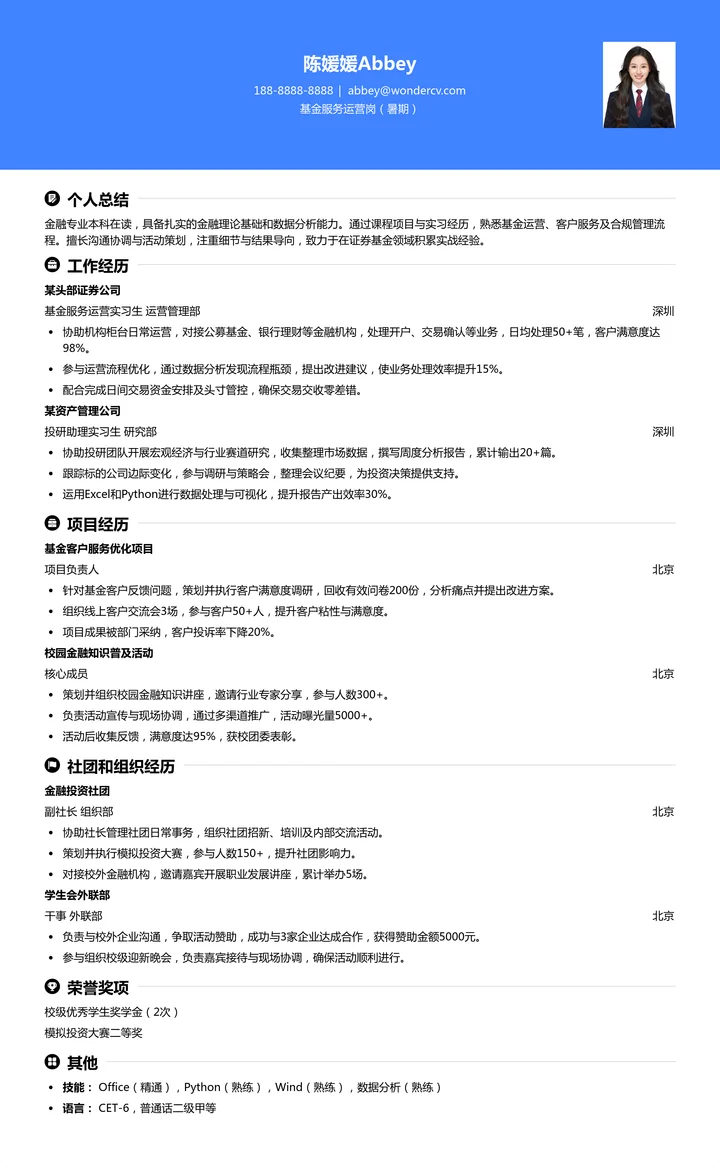 陈媛媛Abbey
188-8888-8888 | abbey@wondercv.com
基金服务运营岗（暑期）
个人总结
金融专业本科在读，具备扎实的金融理论基础和数据分析能力。通过课程项目与实习经历，熟悉基金运营、客户服务及合规管理流
程。擅长沟通协调与活动策划，注重细节与结果导向，致力于在证券基金领域积累实战经验。
工作经历
某头部证券公司
基金服务运营实习生 运营管理部 深圳
• 协助机构柜台日常运营，对接公募基金、银行理财等金融机构，处理开户、交易确认等业务，日均处理50+笔，客户满意度达
98%。
• 参与运营流程优化，通过数据分析发现流程瓶颈，提出改进建议，使业务处理效率提升15%。
• 配合完成日间交易资金安排及头寸管控，确保交易交收零差错。
某资产管理公司
投研助理实习生 研究部 深圳
• 协助投研团队开展宏观经济与行业赛道研究，收集整理市场数据，撰写周度分析报告，累计输出20+篇。
• 跟踪标的公司边际变化，参与调研与策略会，整理会议纪要，为投资决策提供支持。
• 运用Excel和Python进行数据处理与可视化，提升报告产出效率30%。
项目经历
基金客户服务优化项目
项目负责人 北京
• 针对基金客户反馈问题，策划并执行客户满意度调研，回收有效问卷200份，分析痛点并提出改进方案。
• 组织线上客户交流会3场，参与客户50+人，提升客户粘性与满意度。
• 项目成果被部门采纳，客户投诉率下降20%。
校园金融知识普及活动
核心成员 北京
• 策划并组织校园金融知识讲座，邀请行业专家分享，参与人数300+。
• 负责活动宣传与现场协调，通过多渠道推广，活动曝光量5000+。
• 活动后收集反馈，满意度达95%，获校团委表彰。
社团和组织经历
金融投资社团
副社长 组织部 北京
• 协助社长管理社团日常事务，组织社团招新、培训及内部交流活动。
• 策划并执行模拟投资大赛，参与人数150+，提升社团影响力。
• 对接校外金融机构，邀请嘉宾开展职业发展讲座，累计举办5场。
学生会外联部
干事 外联部 北京
• 负责与校外企业沟通，争取活动赞助，成功与3家企业达成合作，获得赞助金额5000元。
• 参与组织校级迎新晚会，负责嘉宾接待与现场协调，确保活动顺利进行。
荣誉奖项
校级优秀学生奖学金（2次）
模拟投资大赛二等奖
其他
• 技能： Office（精通），Python（熟练），Wind（熟练），数据分析（熟练）
• 语言： CET-6，普通话二级甲等